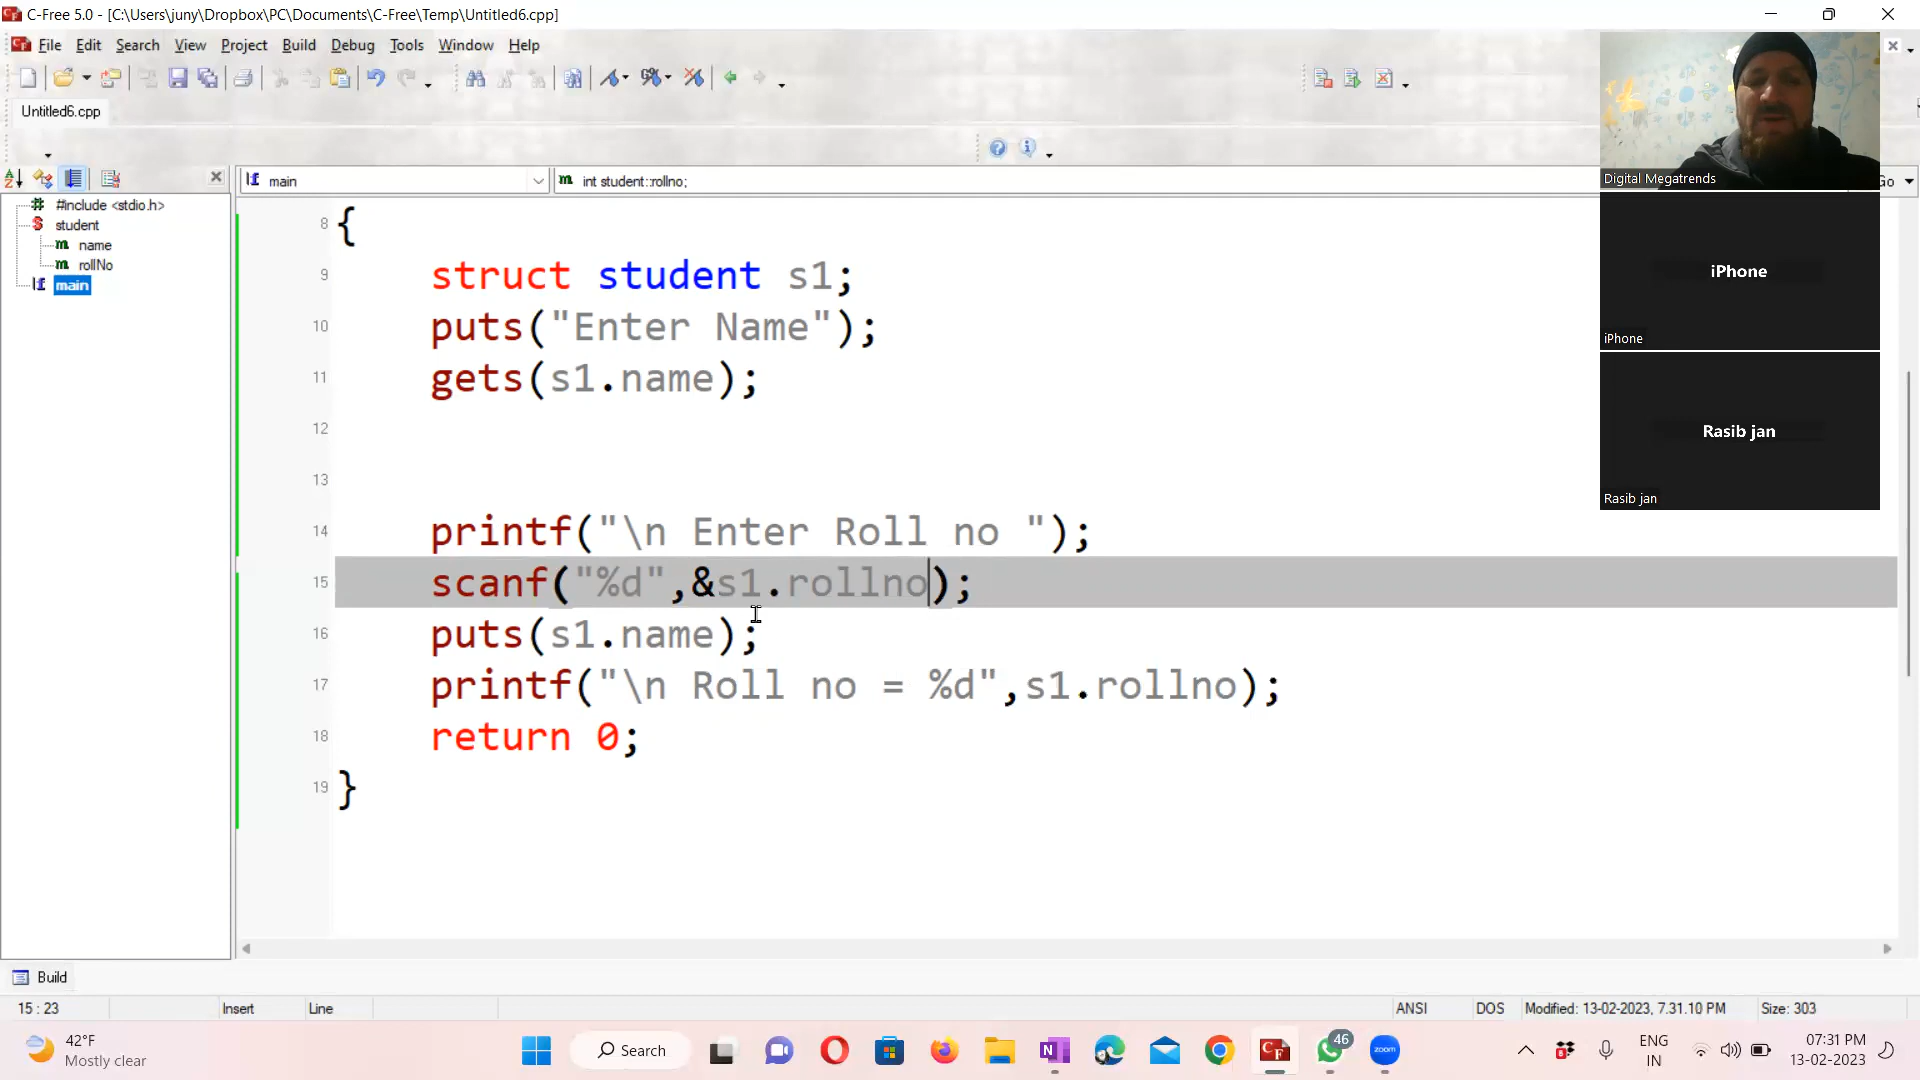 C-Free 5.0 - [C:\Users\juny\Dropbox\PC\Documents\C-Free\Temp\Untitled6.cpp]
File Edit Search View Project Build Debug Tools Window Help
Untitled6.cpp
main
int student::rollno;
Go
#include <stdio.h>
student
name
rollNo
main
8 {
9 struct student s1;
10 puts("Enter Name");
11 gets(s1.name);
12
13
14 printf("\n Enter Roll no ");
15 scanf("%d",&s1.rollno);
16 puts(s1.name);
17 printf("\n Roll no = %d",s1.rollno);
18 return 0;
19 }
Digital Megatrends
iPhone
iPhone
Rasib jan
Rasib jan
Build
15 : 23 Insert Line ANSI DOS Modified: 13-02-2023, 7.31.10 PM Size: 303
42°F
Mostly clear
Search
N
CF
46
zoom
ENG
IN
07:31 PM
13-02-2023